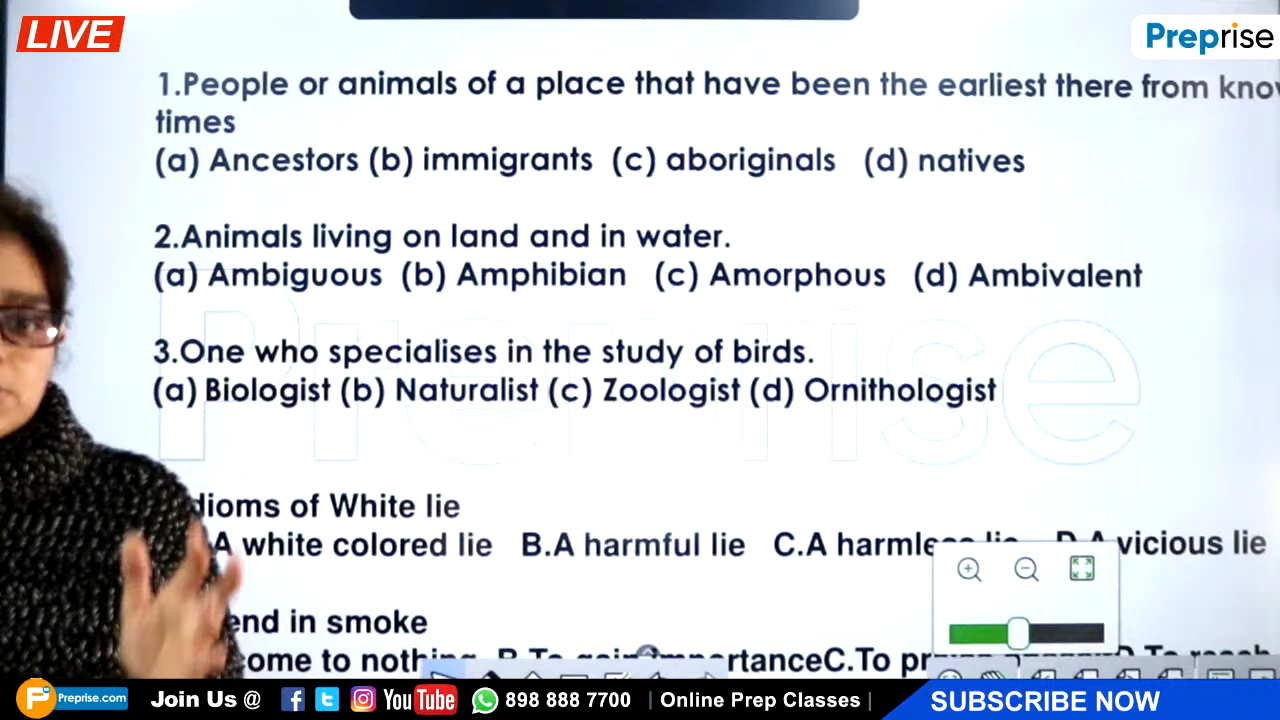 LIVE
Preprise
1.People or animals of a place that have been the earliest there from
times
(a) Ancestors (b) immigrants (c) aboriginals (d) natives
2.Animals living on land and in water.
(a) Ambiguous (b) Amphibian (c) Amorphous (d) Ambivalent
3.One who specialises in the study of birds.
(a) Biologist (b) Naturalist (c) Zoologist (d) Ornithologist
of White lie
A white colored lie B.A harmful lie C.A vicious lie
in smoke
to
Preprise.com Join Us @ YouTube 898 888 7700 | Online Prep Classes | SUBSCRIBE NOW